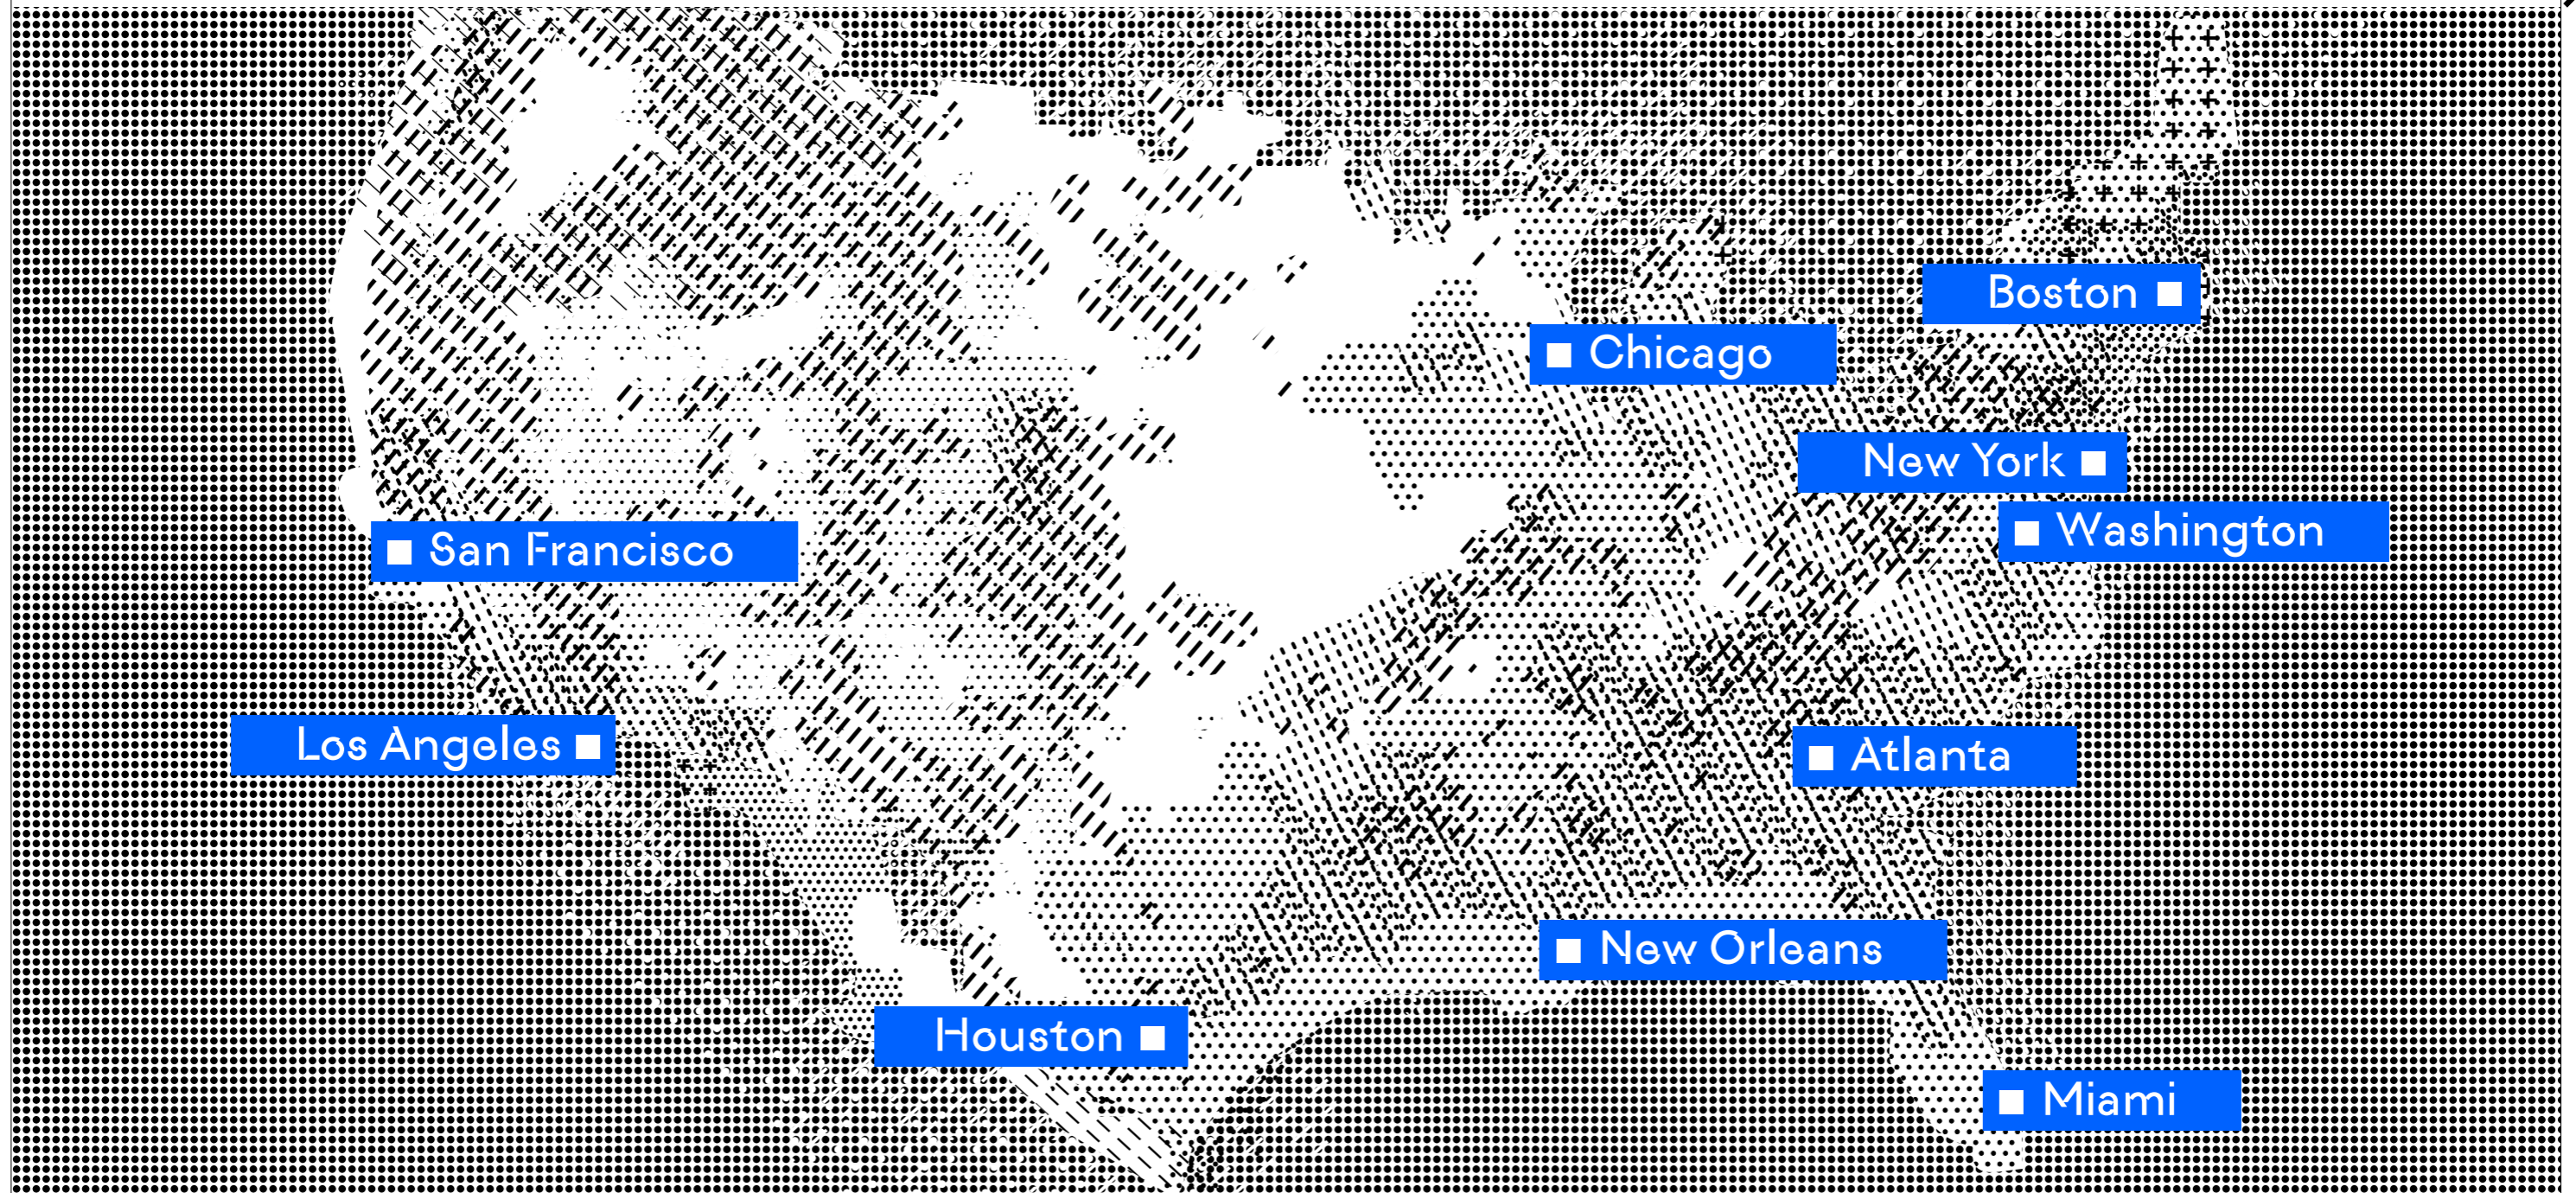 Boston
Chicago
New York
Washington
San Francisco
Los Angeles
Atlanta
New Orleans
Houston
Miami